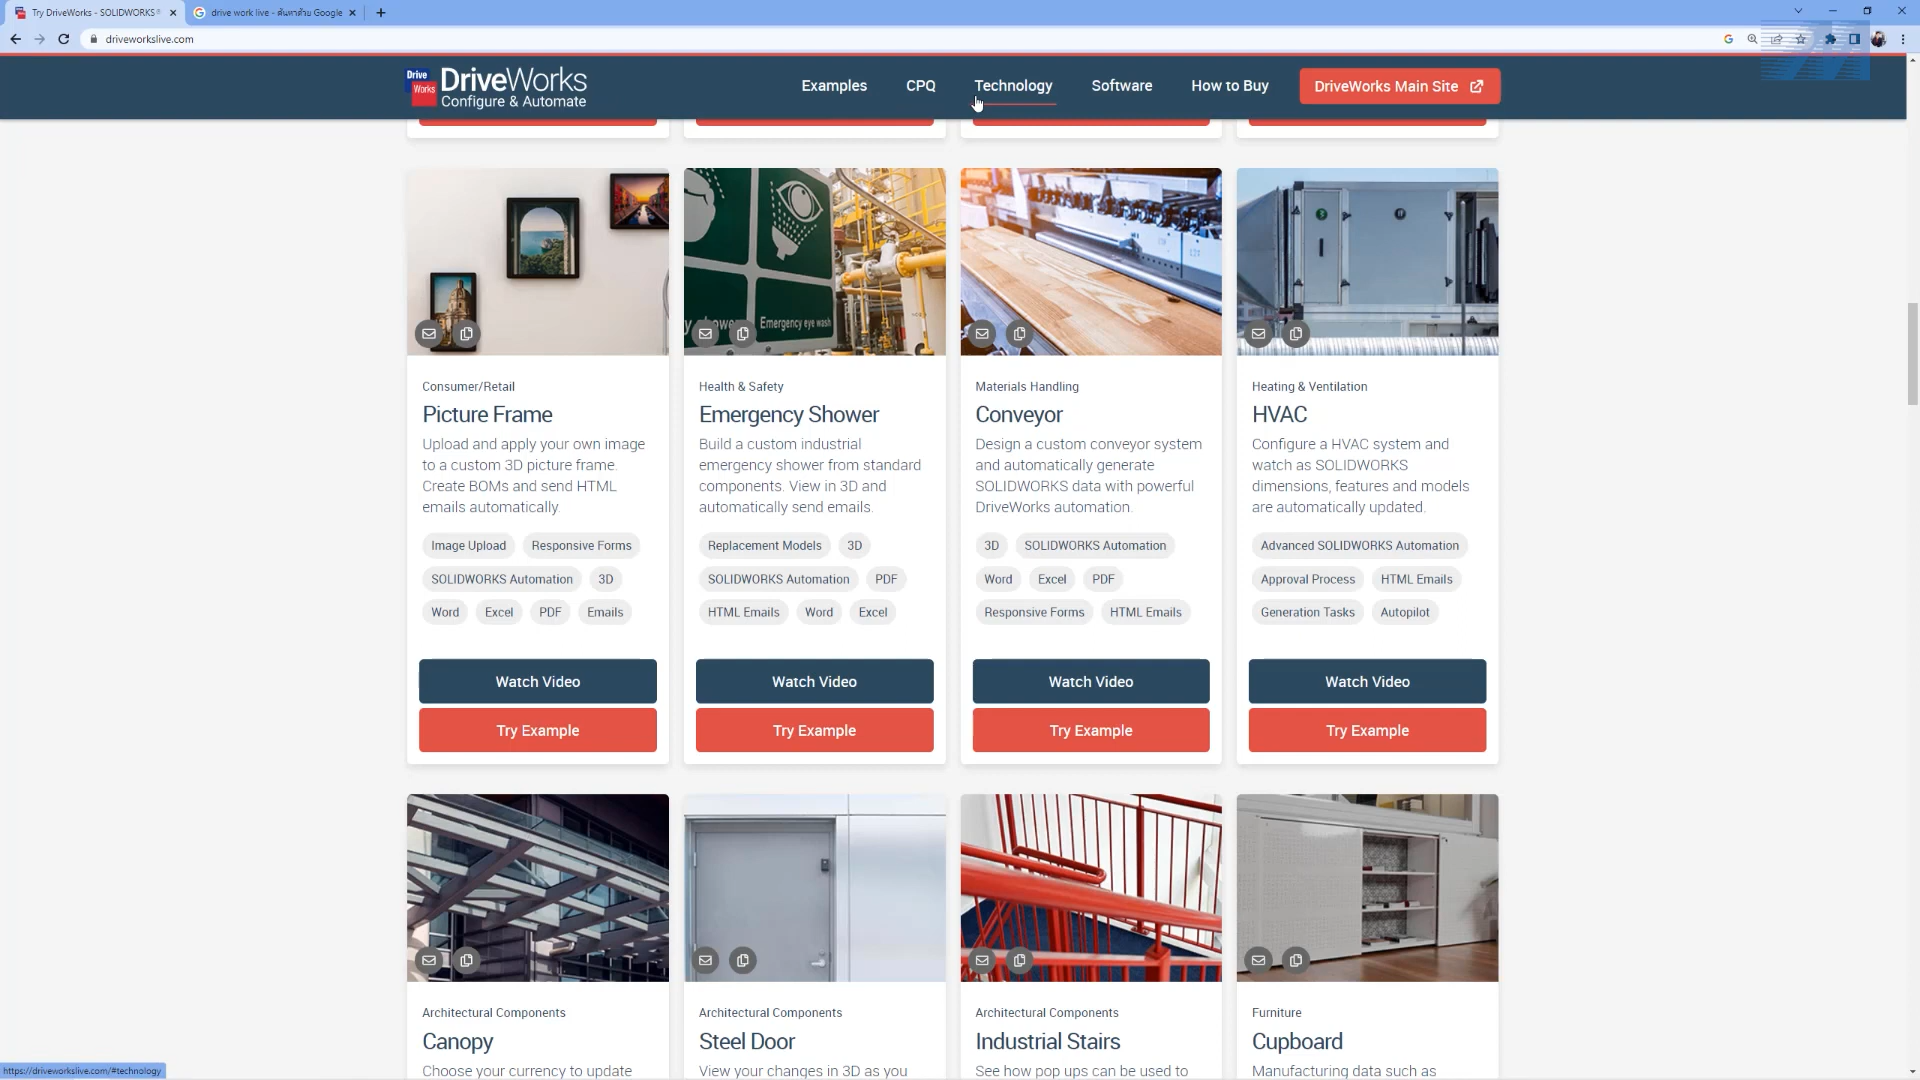 Try DriveWorks - SOLIDWORKS®
drive work live - ค้นหาด้วย Google
driveworkslive.com
Drive Works
DriveWorks
Configure & Automate
Examples
CPQ
Technology
Software
How to Buy
DriveWorks Main Site
Emergency eye wash
Consumer/Retail
Picture Frame
Upload and apply your own image
to a custom 3D picture frame.
Create BOMs and send HTML
emails automatically.
Image Upload
Responsive Forms
SOLIDWORKS Automation
3D
Word
Excel
PDF
Emails
Watch Video
Try Example
Health & Safety
Emergency Shower
Build a custom industrial
emergency shower from standard
components. View in 3D and
automatically send emails.
Replacement Models
3D
SOLIDWORKS Automation
PDF
HTML Emails
Word
Excel
Watch Video
Try Example
Materials Handling
Conveyor
Design a custom conveyor system
and automatically generate
SOLIDWORKS data with powerful
DriveWorks automation.
3D
SOLIDWORKS Automation
Word
Excel
PDF
Responsive Forms
HTML Emails
Watch Video
Try Example
Heating & Ventilation
HVAC
Configure a HVAC system and
watch as SOLIDWORKS
dimensions, features and models
are automatically updated.
Advanced SOLIDWORKS Automation
Approval Process
HTML Emails
Generation Tasks
Autopilot
Watch Video
Try Example
Architectural Components
Canopy
Choose your currency to update
Architectural Components
Steel Door
View your changes in 3D as you
Architectural Components
Industrial Stairs
See how pop ups can be used to
Furniture
Cupboard
Manufacturing data such as
https://driveworkslive.com/#technology